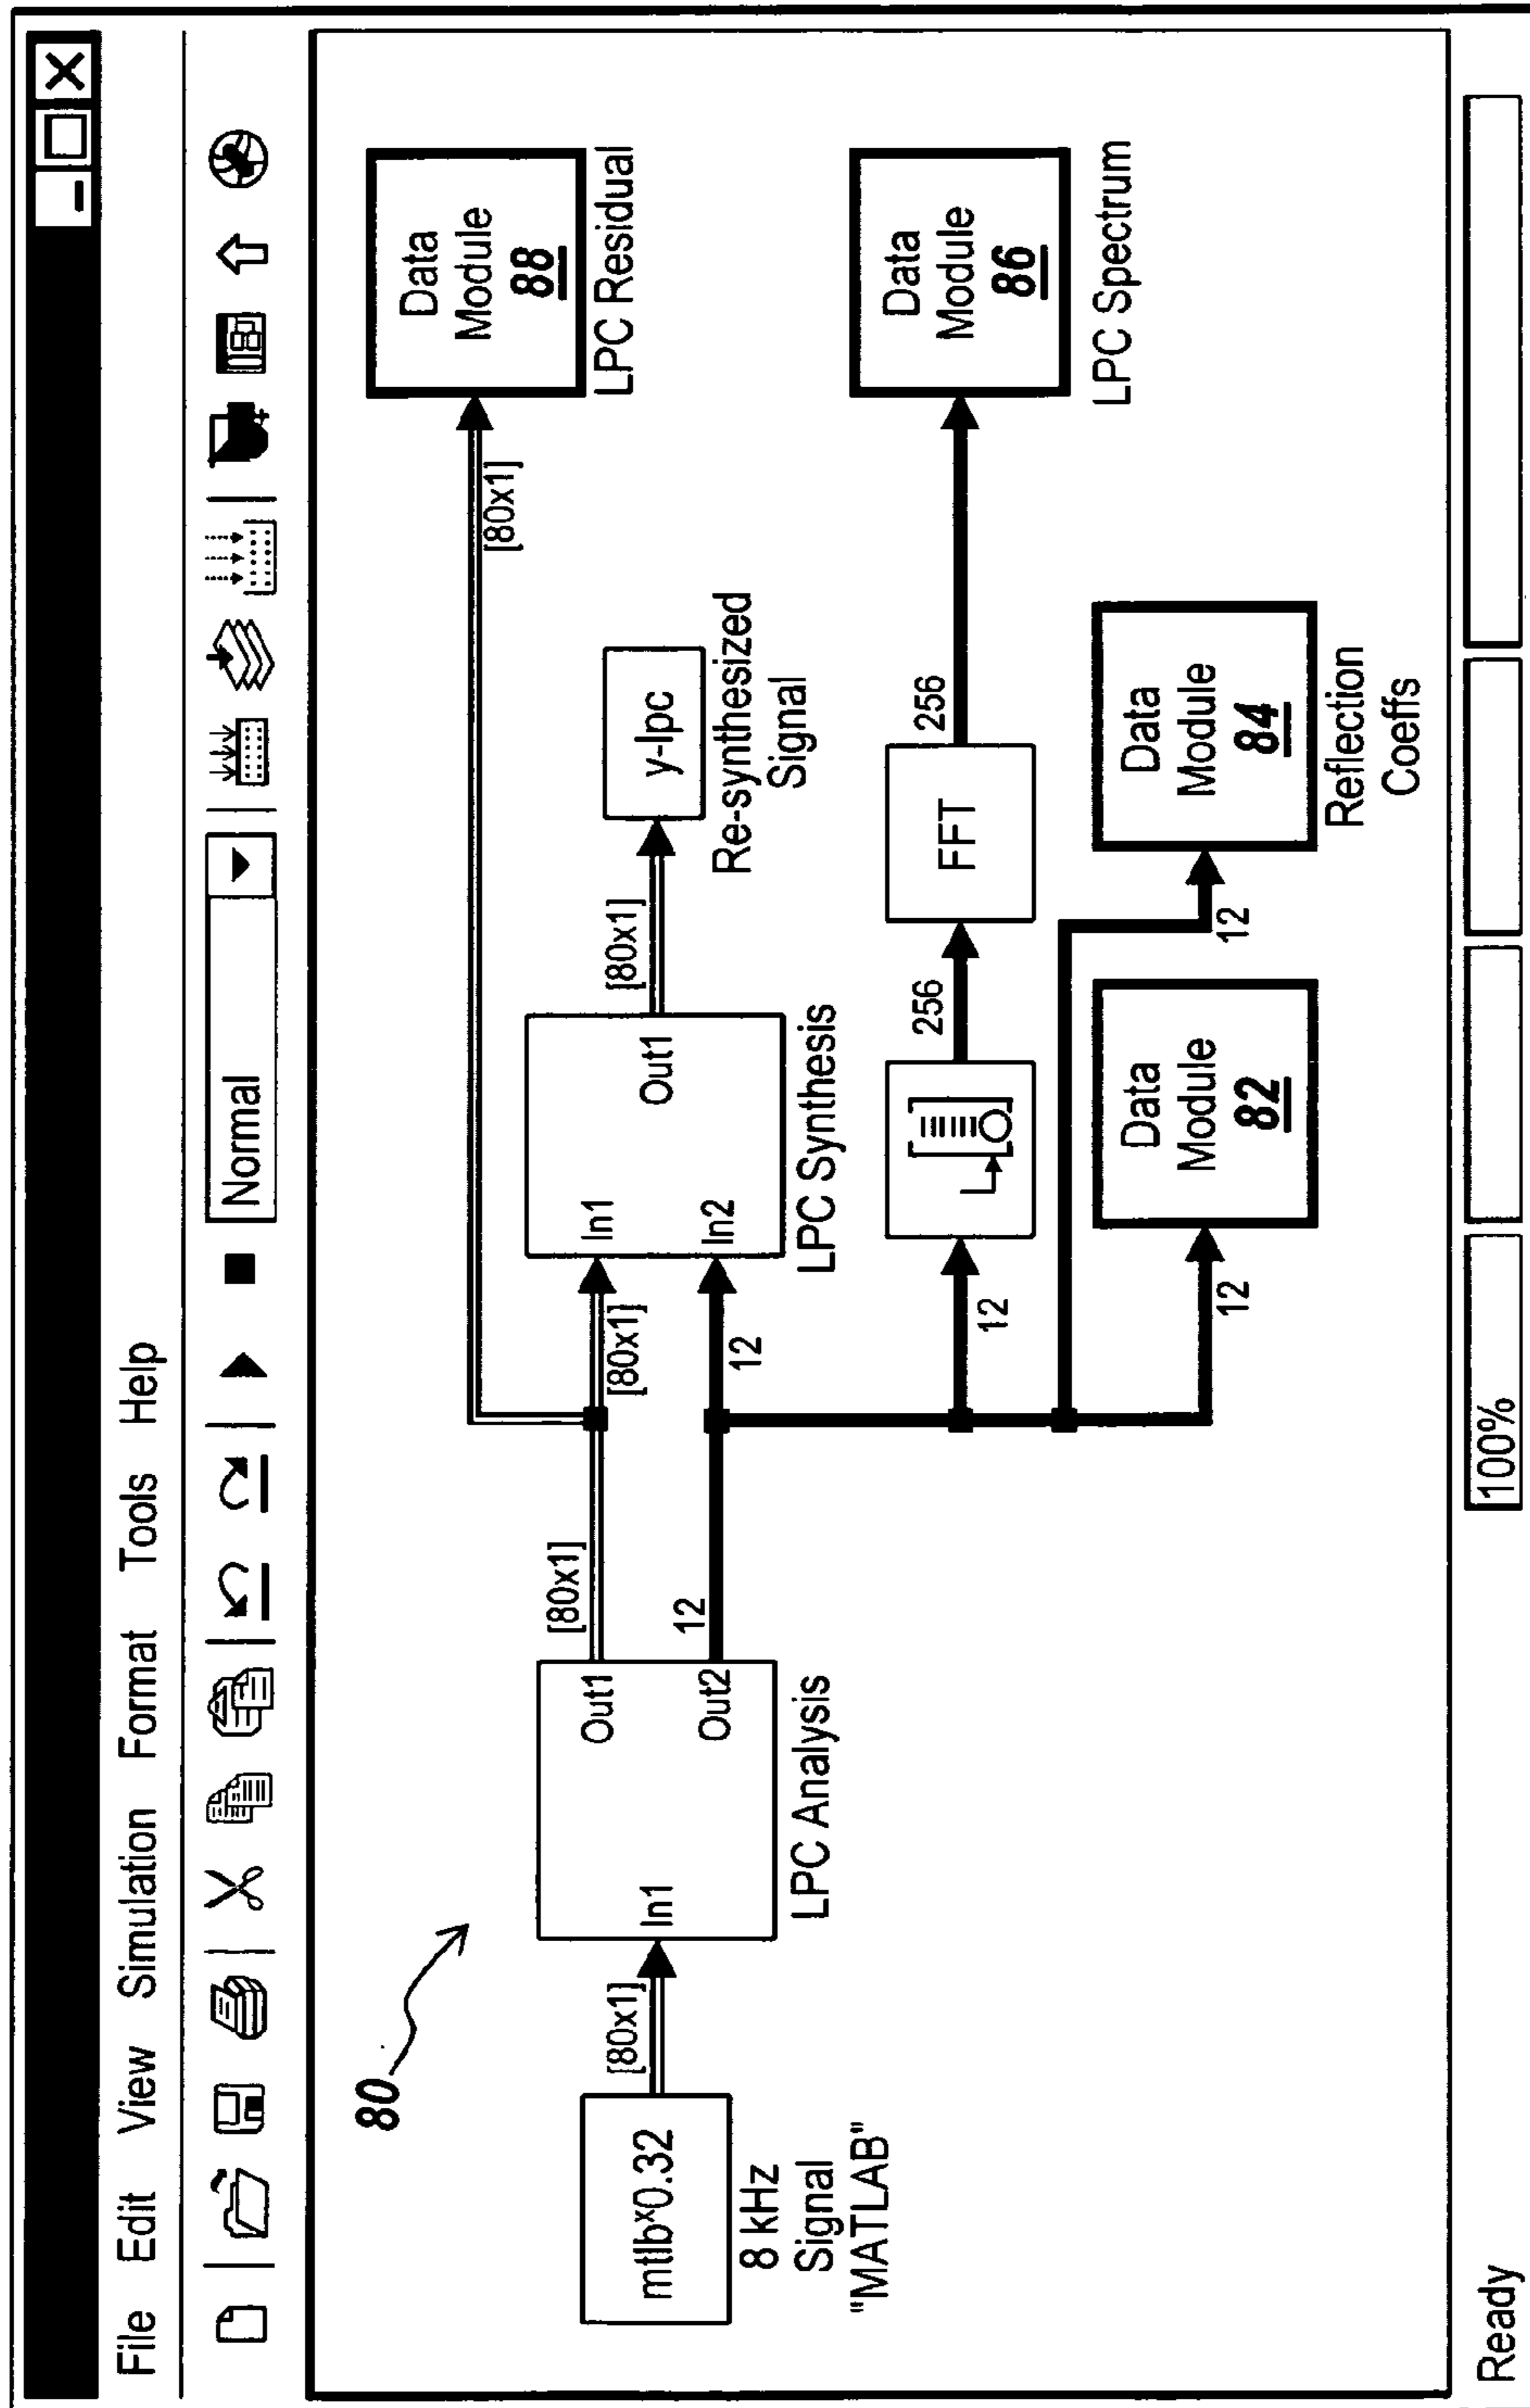 File Edit View Simulation Format Tools Help
Normal
80
mtlbx0.32
8 kHz
Signal
"MATLAB"
[80x1]
In1
Out1
Out2
LPC Analysis
[80x1]
12
[80x1]
12
In1
In2
Out1
LPC Synthesis
[80x1]
y-lpc
Re-synthesized
Signal
[80x1]
Data
Module
88
LPC Residual
12
256
FFT
256
Data
Module
86
LPC Spectrum
12
Data
Module
82
12
Data
Module
84
Reflection
Coeffs
Ready
100%